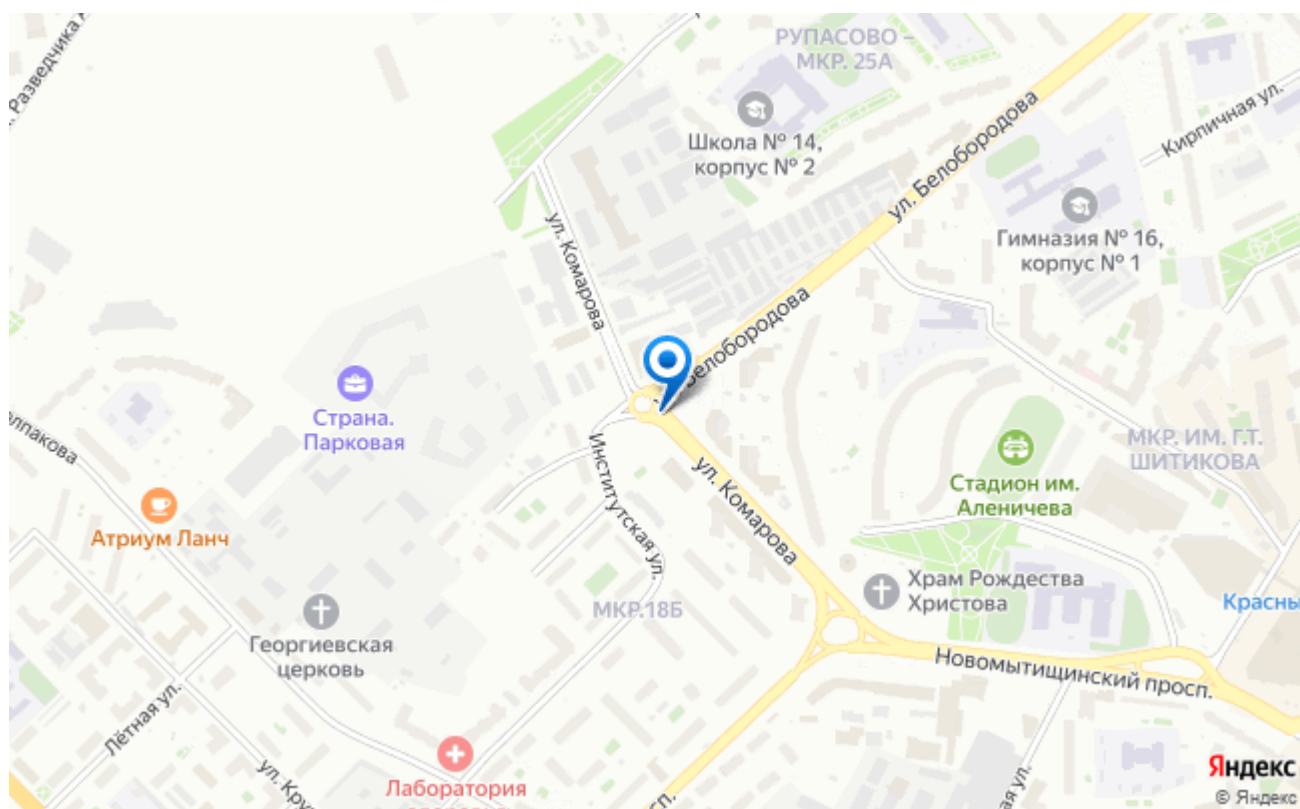 РУПАСОВО –
МКР. 25А
Школа № 14,
корпус № 2
Кирпичная ул.
ул. Белобородова
Гимназия № 16,
корпус № 1
ул. Комарова
Белобородова
Страна.
Парковая
МКР. ИМ. Г.Т.
ШИТИКОВА
Стадион им.
Аленичева
Институтская ул.
ул. Комарова
Атриум Ланч
Храм Рождества
Христова
МКР.18Б
Георгиевская
церковь
Новомытищинский просп.
Лётная ул.
Лаборатория
Яндекс
© Яндекс